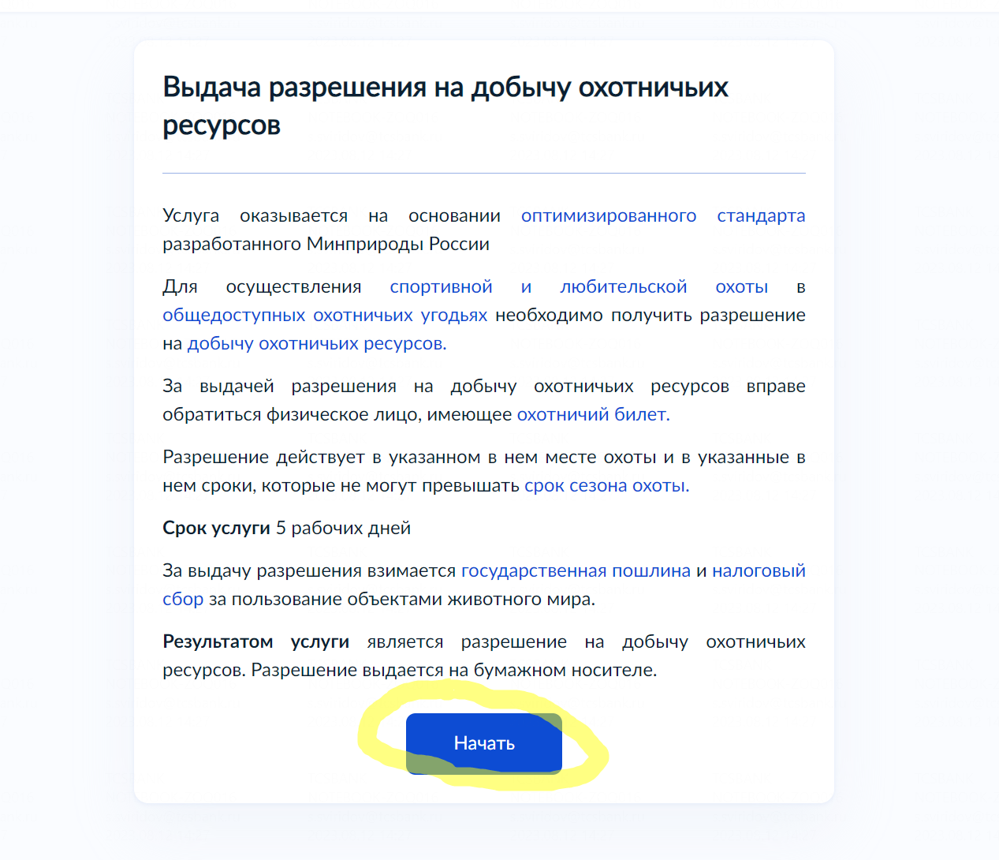 Выдача разрешения на добычу охотничьих
ресурсов
Услуга оказывается на основании оптимизированного стандарта
разработанного Минприроды России
Для осуществления спортивной и любительской охоты в
общедоступных охотничьих угодьях необходимо получить разрешение
на добычу охотничьих ресурсов.
За выдачей разрешения на добычу охотничьих ресурсов вправе
обратиться физическое лицо, имеющее охотничий билет.
Разрешение действует в указанном в нем месте охоты и в указанные в
нем сроки, которые не могут превышать срок сезона охоты.
Срок услуги 5 рабочих дней
За выдачу разрешения взимается государственная пошлина и налоговый
сбор за пользование объектами животного мира.
Результатом услуги является разрешение на добычу охотничьих
ресурсов. Разрешение выдается на бумажном носителе.
Начать